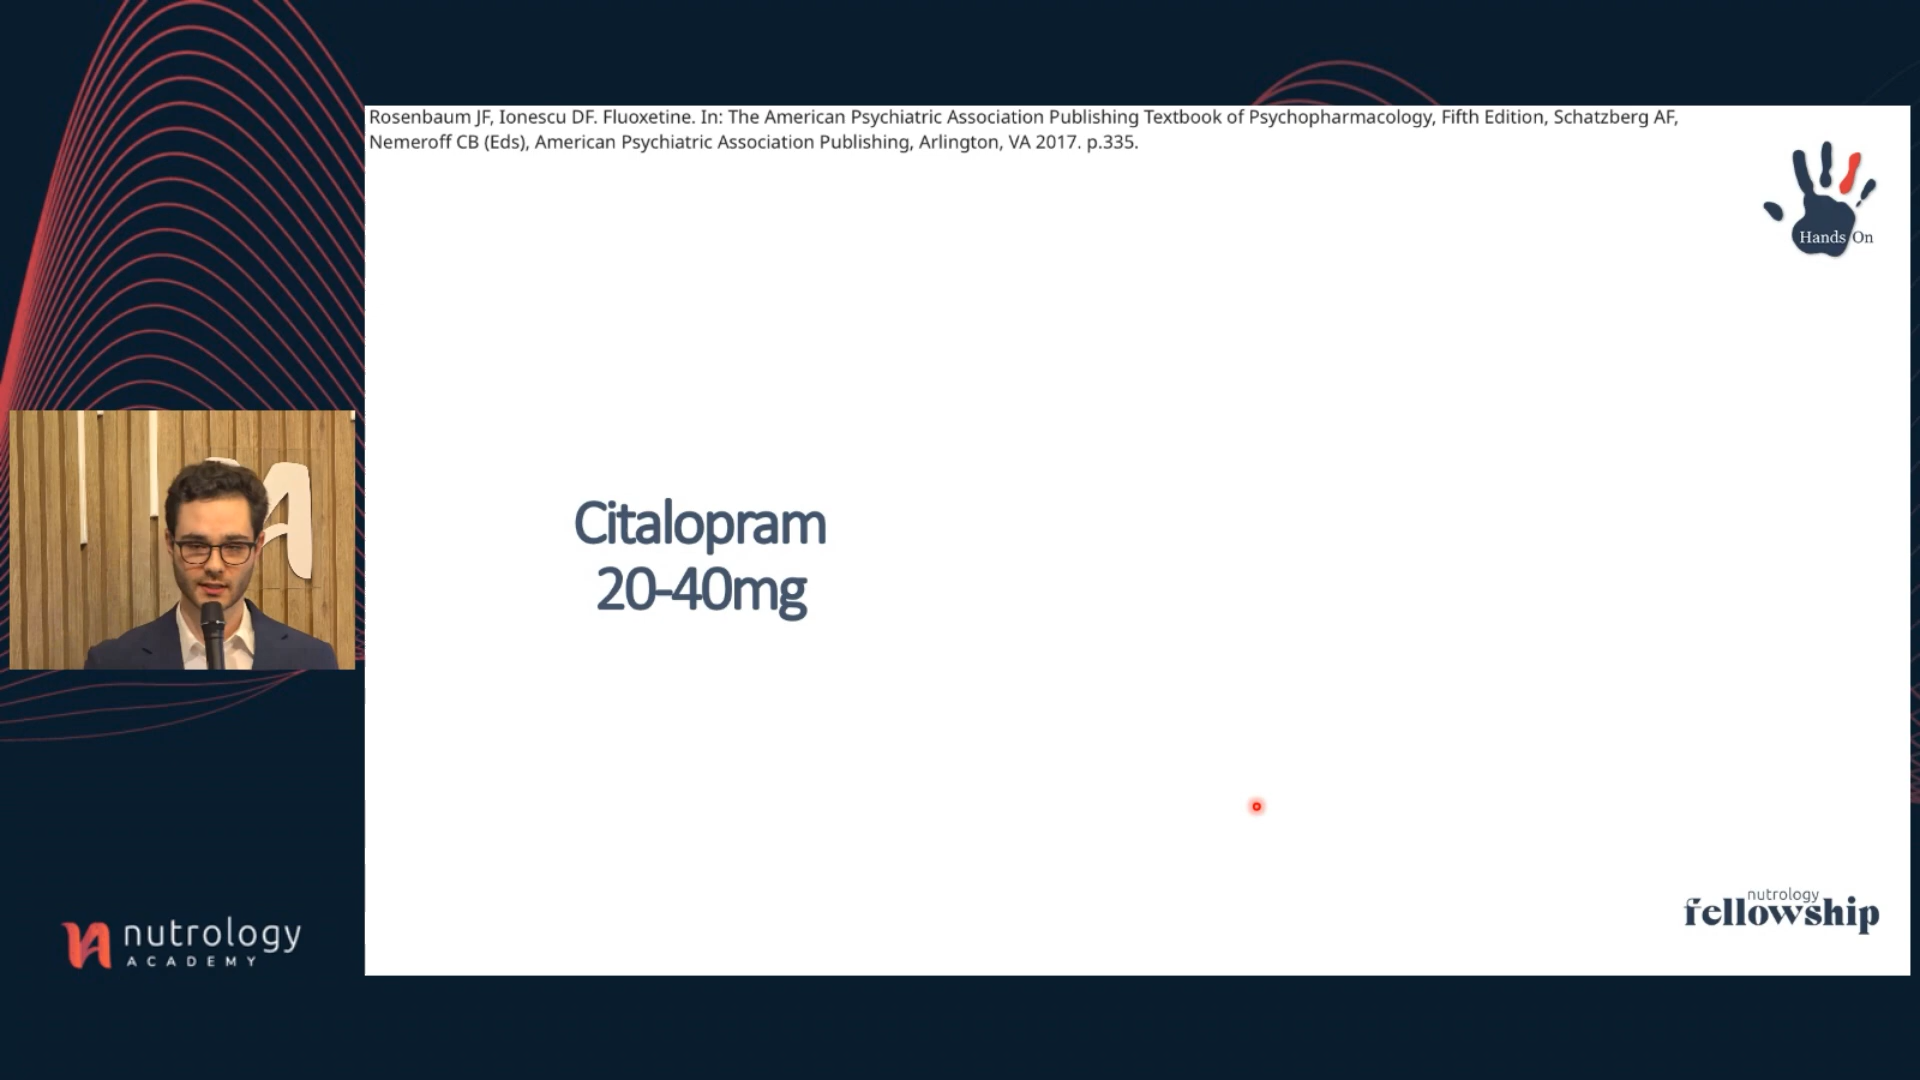 Rosenbaum JF, Ionescu DF. Fluoxetine. In: The American Psychiatric Association Publishing Textbook of Psychopharmacology, Fifth Edition, Schatzberg AF,
Nemeroff CB (Eds), American Psychiatric Association Publishing, Arlington, VA 2017. p.335.
Hands On
Citalopram
20-40mg
nutrology
fellowship
nutrology
ACADEMY